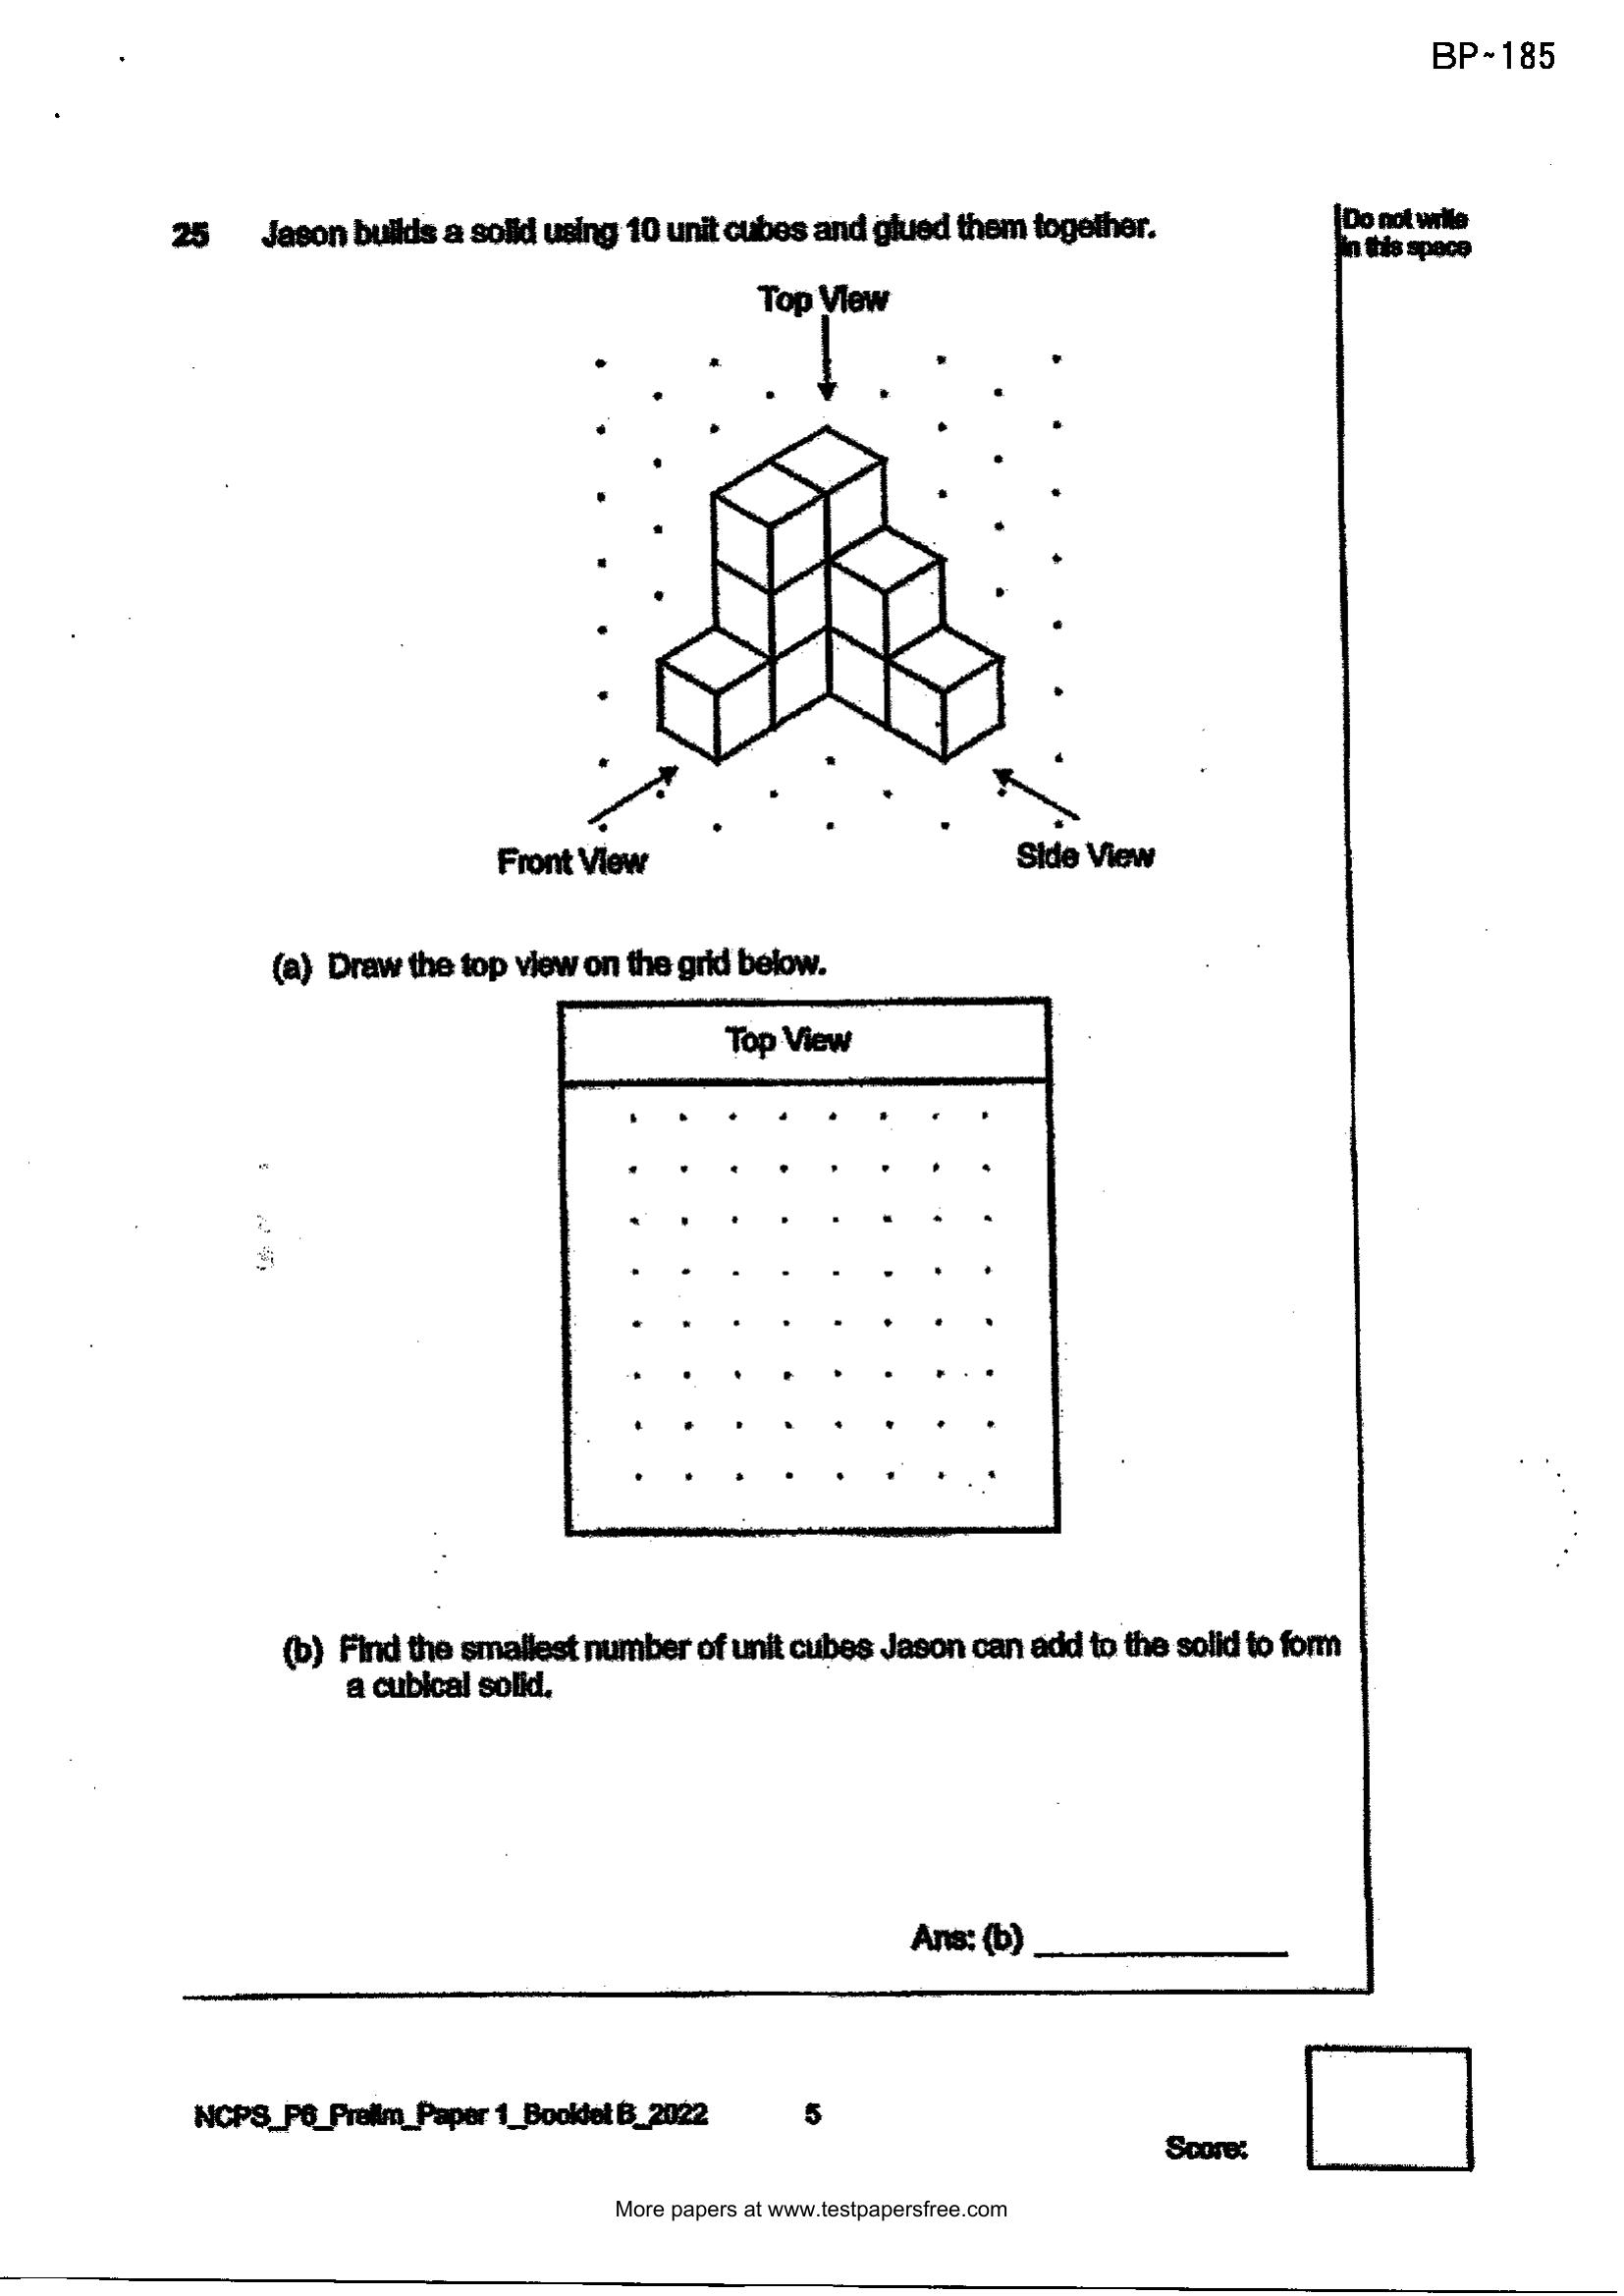 BP~185
25 Jason builds a solid using 10 unit cubes and glued them together.
Do not write
in this space
Top View
Front View
Side View
(a) Draw the top view on the grid below.
Top View
(b) Find the smallest number of unit cubes Jason can add to the solid to form
a cubical solid.
Ans: (b)
NCPS_P6_Prelim_Paper 1_Booklet B_2022 5
Score:
More papers at www.testpapersfree.com